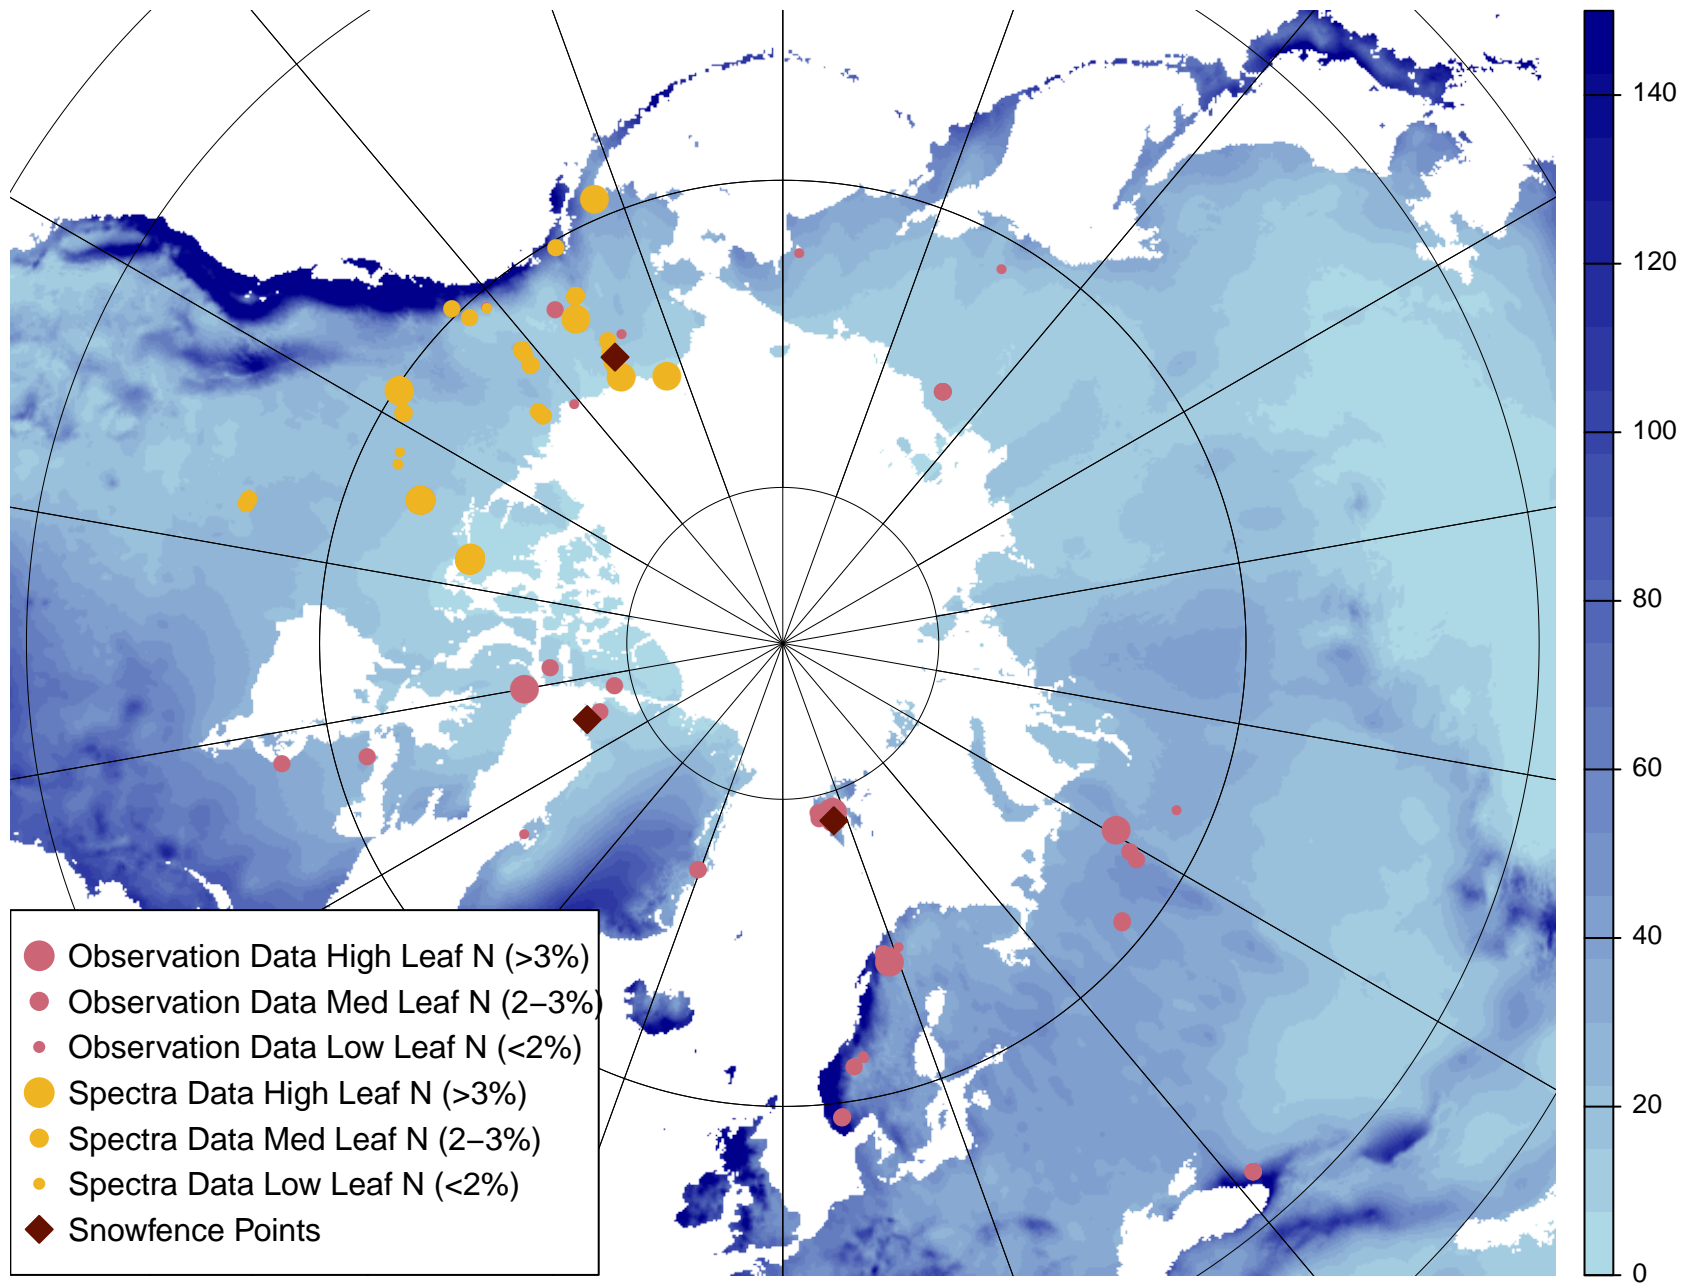 140
120
100
80
60
40
20
0
Observation Data High Leaf N (>3%)
Observation Data Med Leaf N (2−3%)
Observation Data Low Leaf N (<2%)
Spectra Data High Leaf N (>3%)
Spectra Data Med Leaf N (2−3%)
Spectra Data Low Leaf N (<2%)
Snowfence Points